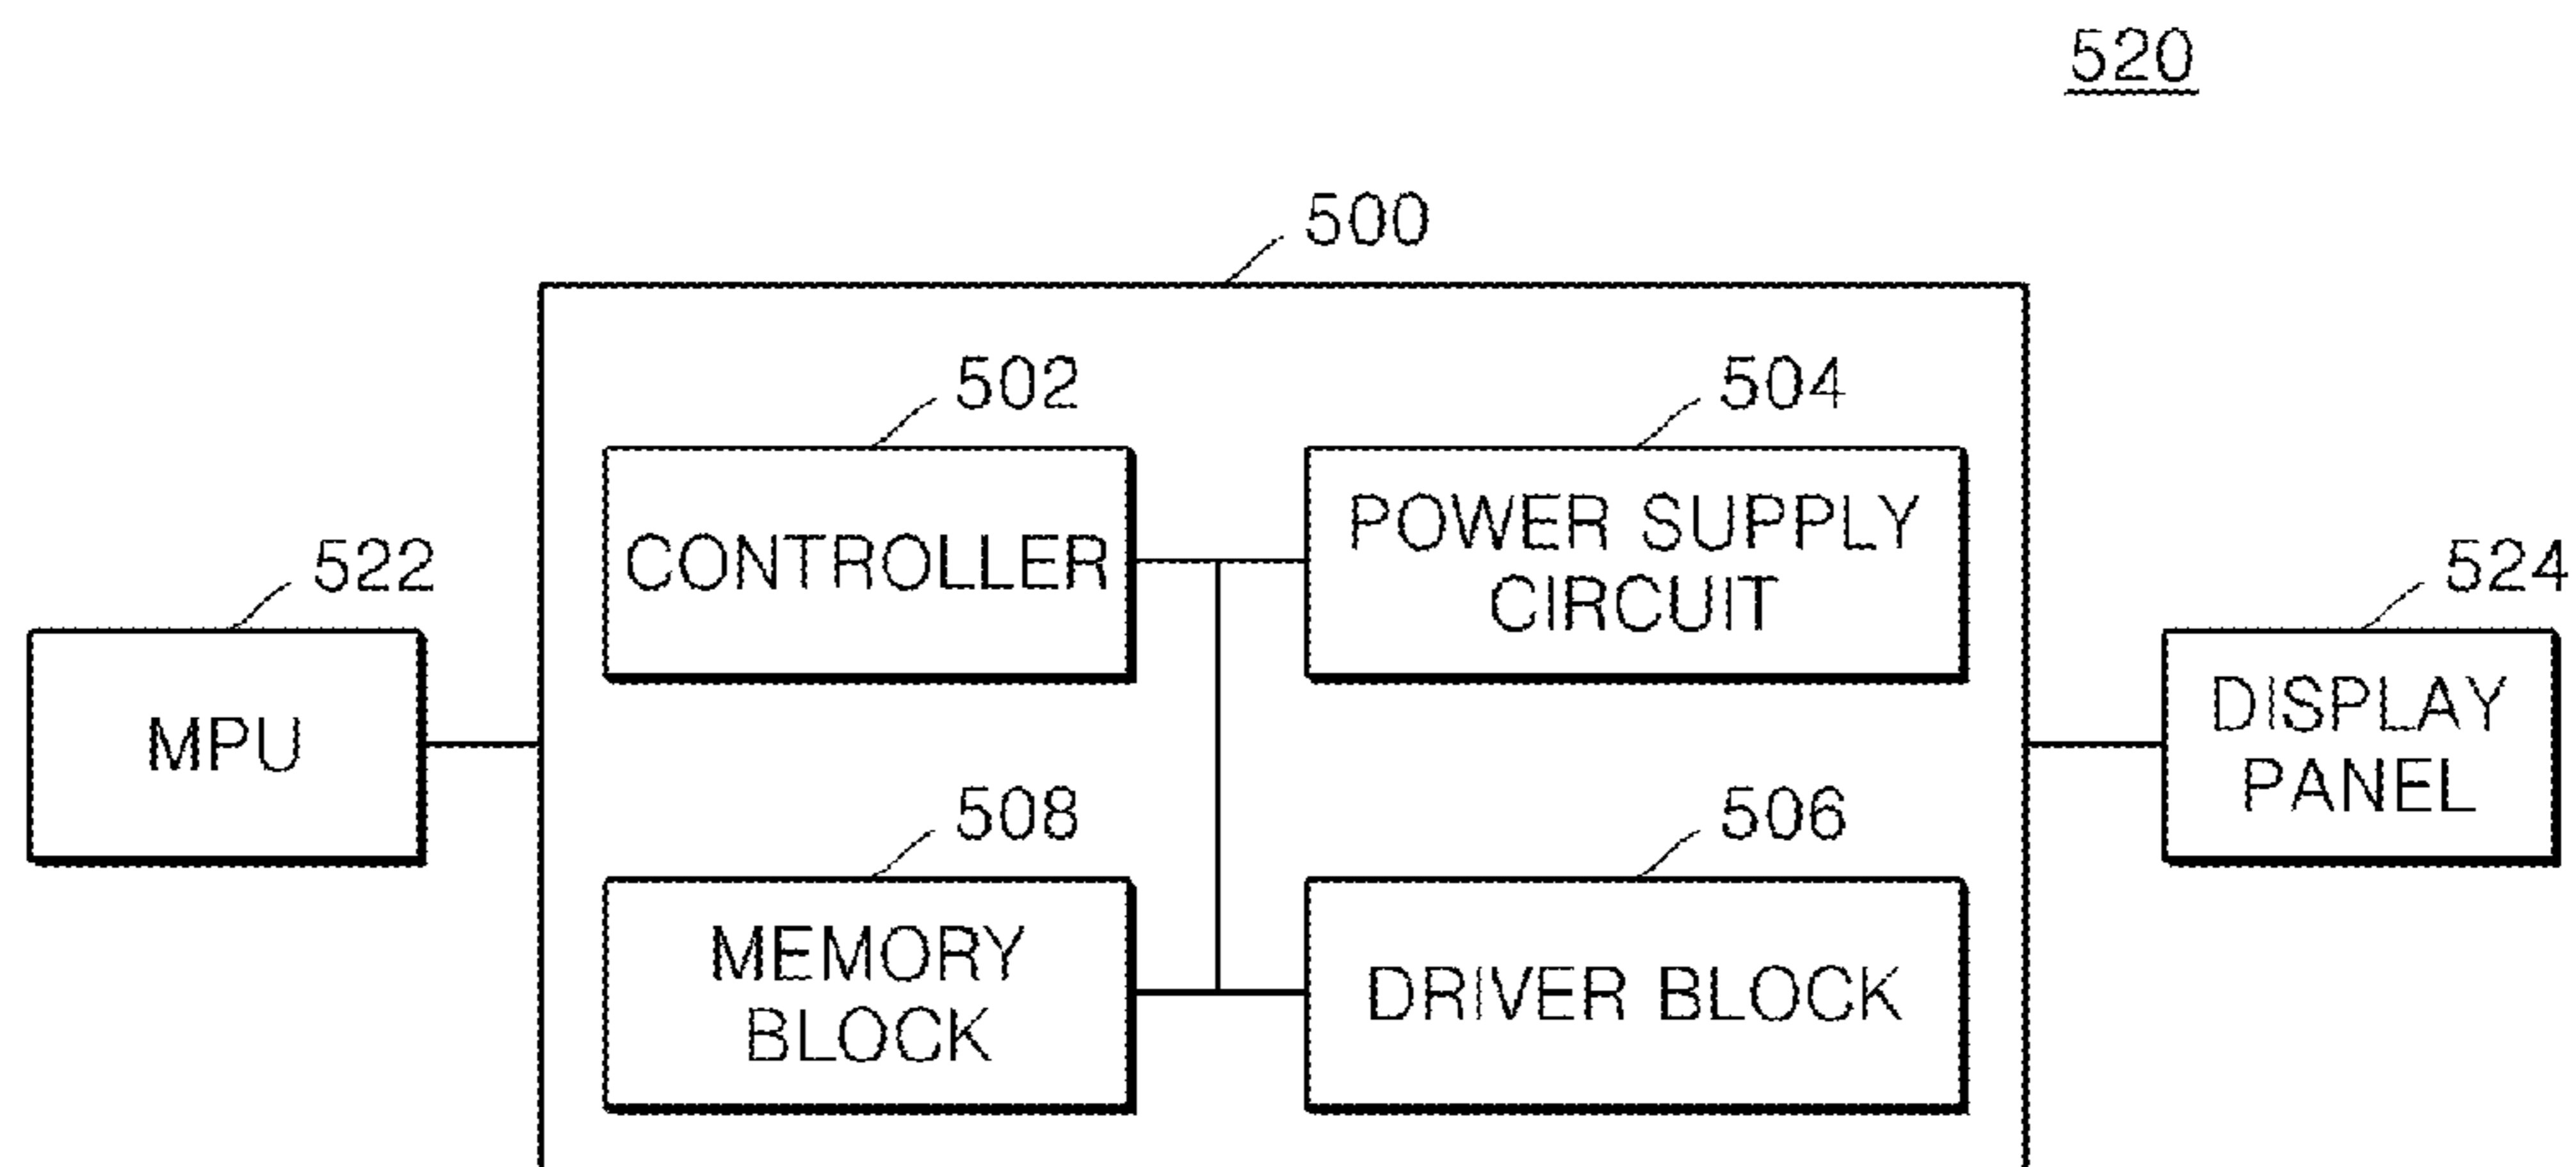 520
500
502
504
CONTROLLER
POWER SUPPLY
CIRCUIT
522
MPU
524
DISPLAY
PANEL
508
506
MEMORY
BLOCK
DRIVER BLOCK